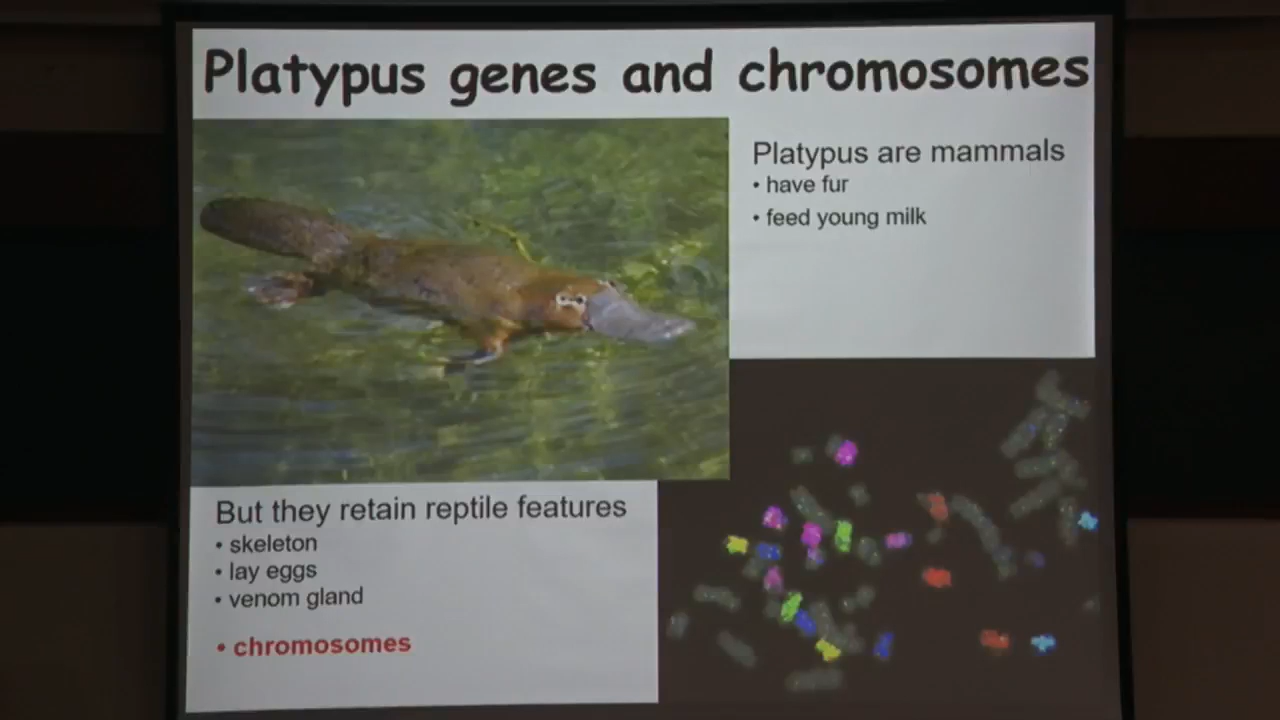 Platypus genes and chromosomes
Platypus are mammals
• have fur
• feed young milk
But they retain reptile features
• skeleton
• lay eggs
• venom gland
• chromosomes